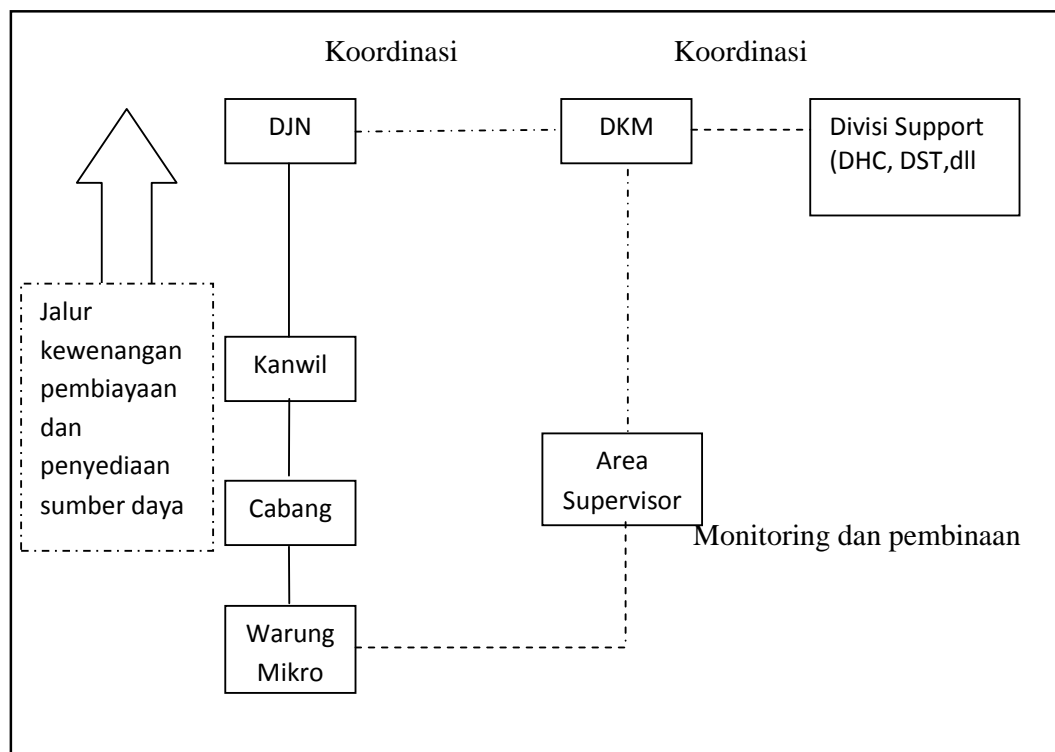 Koordinasi
Koordinasi
DJN
DKM
Divisi Support
(DHC, DST,dll
Jalur
kewenangan
pembiayaan
dan
penyediaan
sumber daya
Kanwil
Cabang
Area
Supervisor
Monitoring dan pembinaan
Warung
Mikro